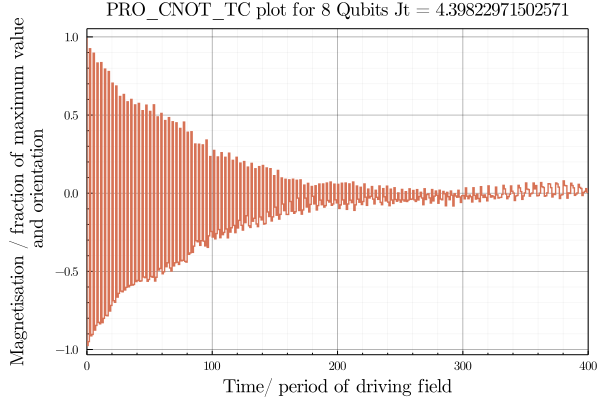 PRO_CNOT_TC plot for 8 Qubits Jt = 4.39822971502571
Magnetisation / fraction of maximum value
and orientation
1.0
0.5
0.0
−0.5
−1.0
0 100 200 300 400
Time/ period of driving field